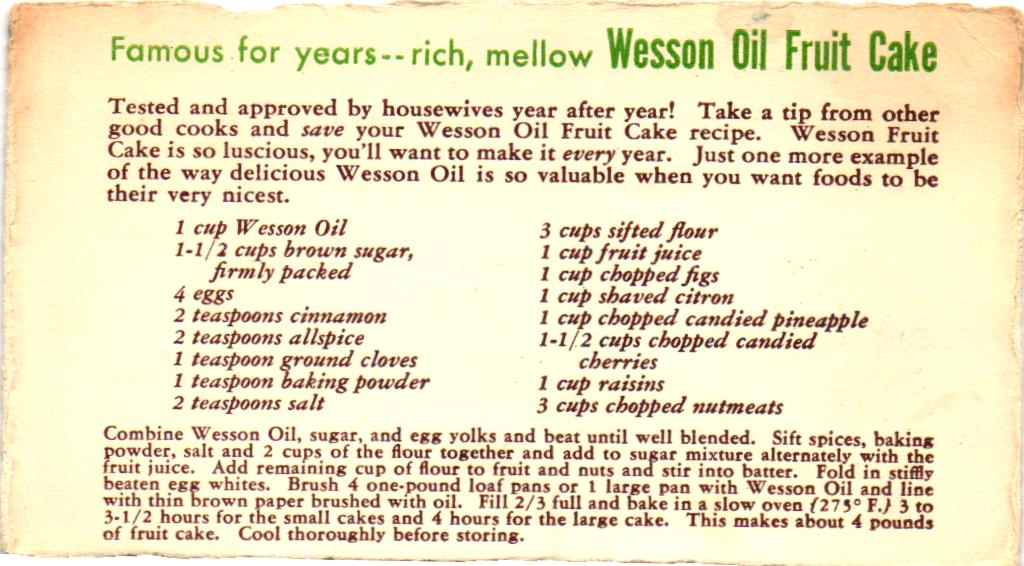 Famous for years--rich, mellow Wesson Oil Fruit Cake
Tested and approved by housewives year after year! Take a tip from other
good cooks and save your Wesson Oil Fruit Cake recipe. Wesson Fruit
Cake is so luscious, you'll want to make it every year. Just one more example
of the way delicious Wesson Oil is so valuable when you want foods to be
their very nicest.
1 cup Wesson Oil
1-1/2 cups brown sugar,
firmly packed
4 eggs
2 teaspoons cinnamon
2 teaspoons allspice
1 teaspoon ground cloves
1 teaspoon baking powder
2 teaspoons salt
3 cups sifted flour
1 cup fruit juice
1 cup chopped figs
1 cup shaved citron
1 cup chopped candied pineapple
1-1/2 cups chopped candied
cherries
1 cup raisins
3 cups chopped nutmeats
Combine Wesson Oil, sugar, and egg yolks and beat until well blended. Sift spices, baking
powder, salt and 2 cups of the flour together and add to sugar mixture alternately with the
fruit juice. Add remaining cup of flour to fruit and nuts and stir into batter. Fold in stiffly
beaten egg whites. Brush 4 one-pound loaf pans or 1 large pan with Wesson Oil and line
with thin brown paper brushed with oil. Fill 2/3 full and bake in a slow oven (275° F.) 3 to
3-1/2 hours for the small cakes and 4 hours for the large cake. This makes about 4 pounds
of fruit cake. Cool thoroughly before storing.